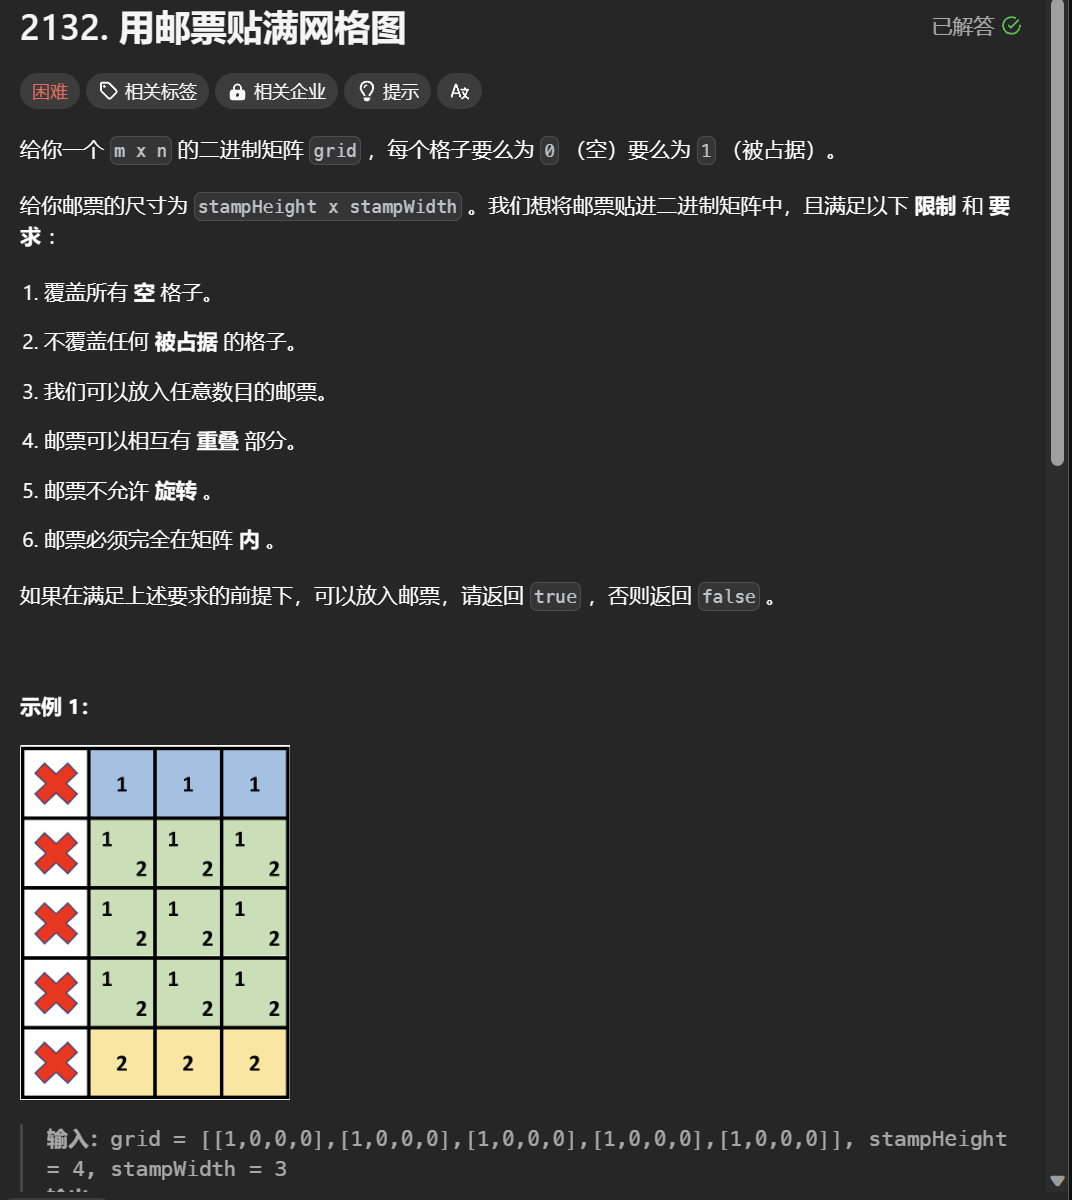 2132. 用邮票贴满网格图
已解答
困难 相关标签 相关企业 提示
给你一个 m x n 的二进制矩阵 grid ，每个格子要么为 0 （空）要么为 1 （被占据）。
给你邮票的尺寸为 stampHeight x stampWidth 。我们想将邮票贴进二进制矩阵中，且满足以下 限制 和 要
求 ：
1. 覆盖所有 空 格子。
2. 不覆盖任何 被占据 的格子。
3. 我们可以放入任意数目的邮票。
4. 邮票可以相互有 重叠 部分。
5. 邮票不允许 旋转 。
6. 邮票必须完全在矩阵 内 。
如果在满足上述要求的前提下，可以放入邮票，请返回 true ，否则返回 false 。
示例 1：
1 1 1
1 1 1
2 2 2
1 1 1
2 2 2
1 1 1
2 2 2
2 2 2
输入：grid = [[1,0,0,0],[1,0,0,0],[1,0,0,0],[1,0,0,0],[1,0,0,0]], stampHeight
= 4, stampWidth = 3